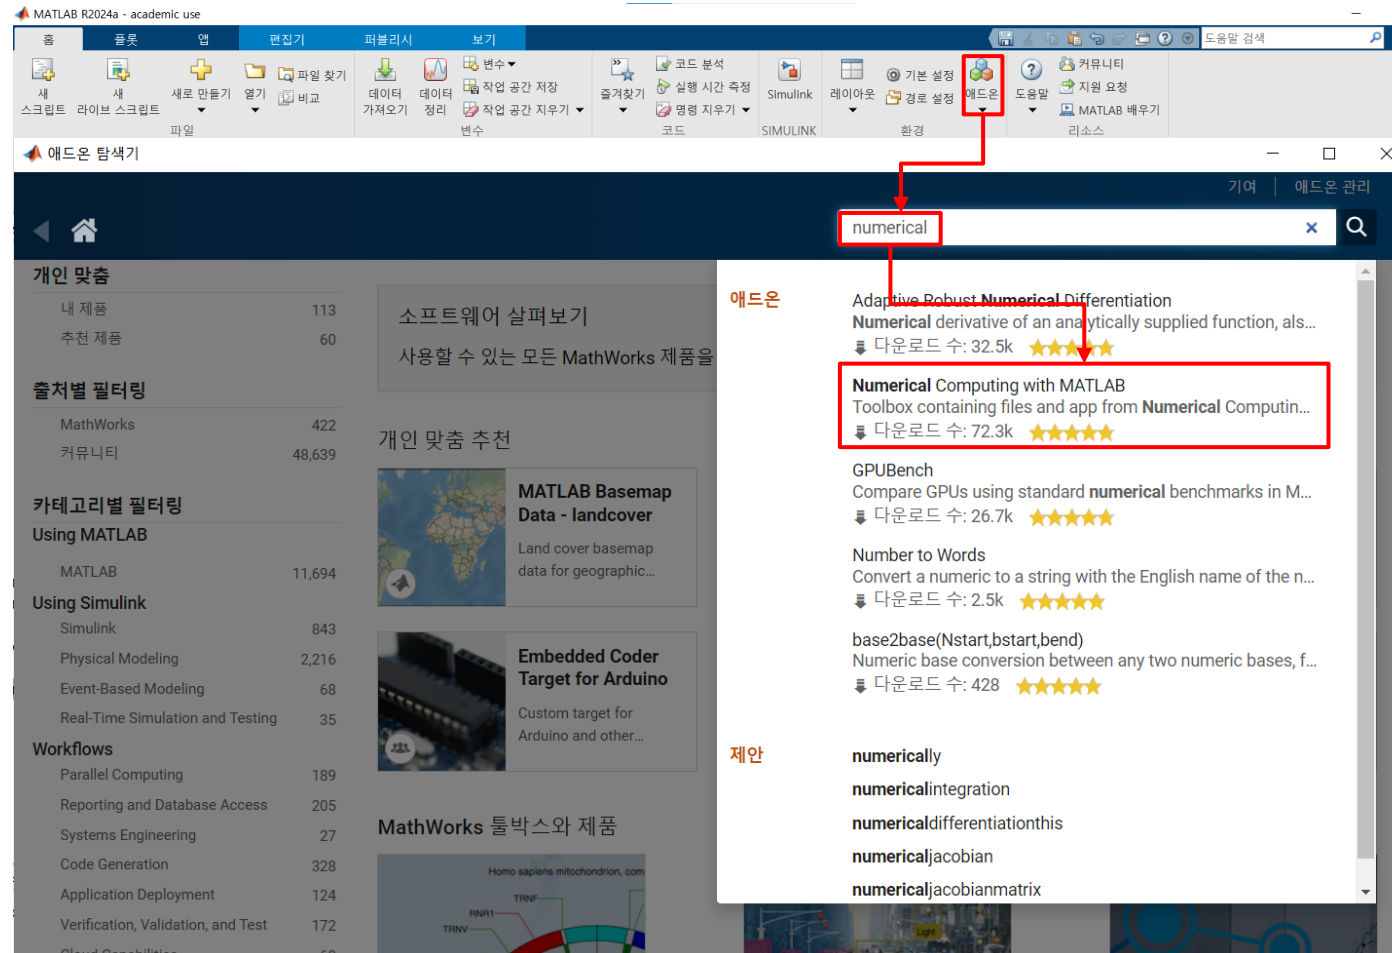 MATLAB R2024a - academic use
홈 플롯 앱 편집기 퍼블리시 보기
도움말 검색
새 스크립트
새 라이브 스크립트
새로 만들기
열기
파일 찾기
비교
파일
데이터 가져오기
데이터 정리
변수
작업 공간 저장
작업 공간 지우기
변수
즐겨찾기
코드 분석
실행 시간 측정
명령 지우기
코드
Simulink
SIMULINK
레이아웃
기본 설정
경로 설정
애드온
환경
도움말
커뮤니티
지원 요청
MATLAB 배우기
리소스
애드온 탐색기
기여 애드온 관리
numerical
개인 맞춤
내 제품 113
추천 제품 60
출처별 필터링
MathWorks 422
커뮤니티 48,639
카테고리별 필터링
Using MATLAB
MATLAB 11,694
Using Simulink
Simulink 843
Physical Modeling 2,216
Event-Based Modeling 68
Real-Time Simulation and Testing 35
Workflows
Parallel Computing 189
Reporting and Database Access 205
Systems Engineering 27
Code Generation 328
Application Deployment 124
Verification, Validation, and Test 172
소프트웨어 살펴보기
사용할 수 있는 모든 MathWorks 제품을
개인 맞춤 추천
MATLAB Basemap
Data - landcover
Land cover basemap
data for geographic...
Embedded Coder
Target for Arduino
Custom target for
Arduino and other...
MathWorks 툴박스와 제품
Homo sapiens mitochondrion, com
TRNF
RNR1
TRNV
Light
애드온
Adaptive Robust Numerical Differentiation
Numerical derivative of an analytically supplied function, als...
다운로드 수: 32.5k
Numerical Computing with MATLAB
Toolbox containing files and app from Numerical Computin...
다운로드 수: 72.3k
GPUBench
Compare GPUs using standard numerical benchmarks in M...
다운로드 수: 26.7k
Number to Words
Convert a numeric to a string with the English name of the n...
다운로드 수: 2.5k
base2base(Nstart,bstart,bend)
Numeric base conversion between any two numeric bases, f...
다운로드 수: 428
제안
numerically
numericalintegration
numericaldifferentiationthis
numericaljacobian
numericaljacobianmatrix